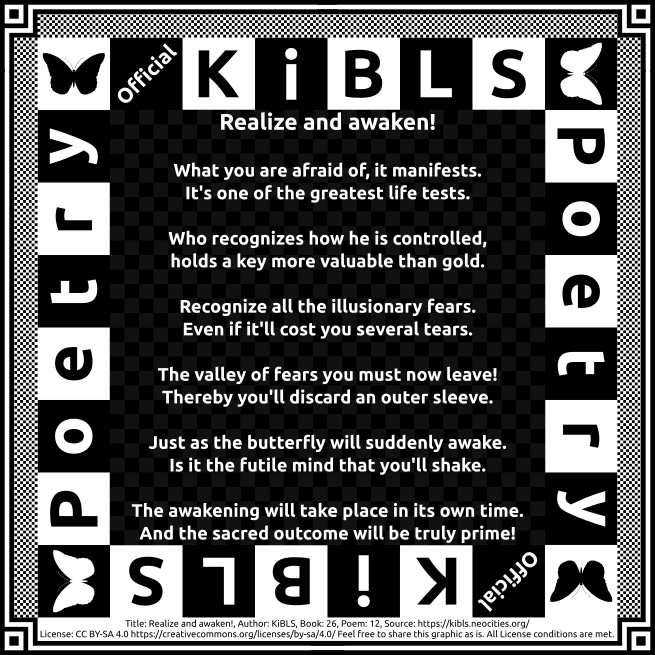 Official KiBLS
Poetry
Poetry
Realize and awaken!
What you are afraid of, it manifests.
It's one of the greatest life tests.
Who recognizes how he is controlled,
holds a key more valuable than gold.
Recognize all the illusionary fears.
Even if it'll cost you several tears.
The valley of fears you must now leave!
Thereby you'll discard an outer sleeve.
Just as the butterfly will suddenly awake.
Is it the futile mind that you'll shake.
The awakening will take place in its own time.
And the sacred outcome will be truly prime!
Official KiBLS
Title: Realize and awaken!, Author: KiBLS, Book: 26, Poem: 12, Source: https://kibls.neocities.org/
License: CC BY-SA 4.0 https://creativecommons.org/licenses/by-sa/4.0/ Feel free to share this graphic as is. All License conditions are met.